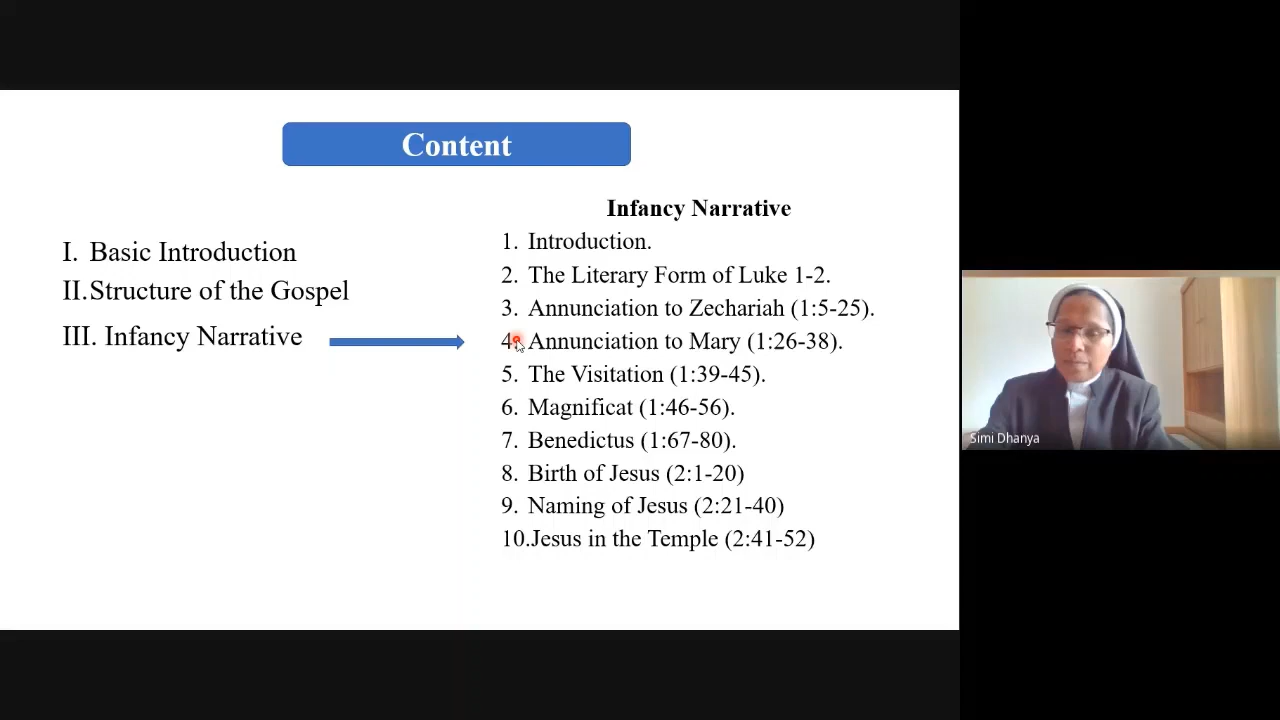 Content
I. Basic Introduction
II.Structure of the Gospel
III. Infancy Narrative
Infancy Narrative
1. Introduction.
2. The Literary Form of Luke 1-2.
3. Annunciation to Zechariah (1:5-25).
4. Annunciation to Mary (1:26-38).
5. The Visitation (1:39-45).
6. Magnificat (1:46-56).
7. Benedictus (1:67-80).
8. Birth of Jesus (2:1-20)
9. Naming of Jesus (2:21-40)
10.Jesus in the Temple (2:41-52)
Simi Dhanya